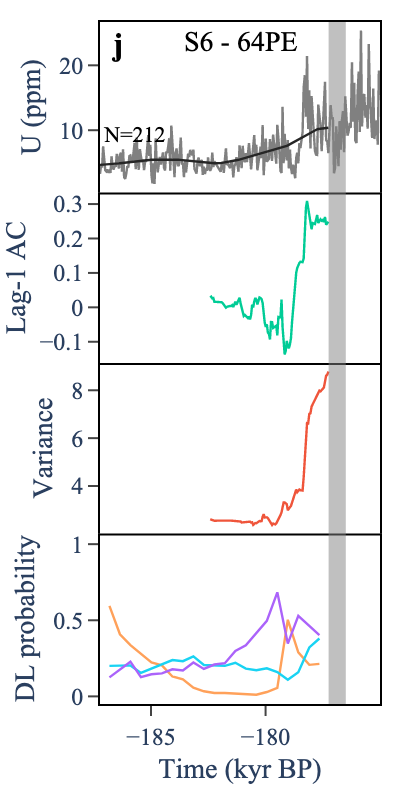 j S6 - 64PE
U (ppm)
20
10
N=212
Lag-1 AC
0.3
0.2
0.1
0
−0.1
Variance
8
6
4
DL probability
1
0.5
0
−185 −180
Time (kyr BP)